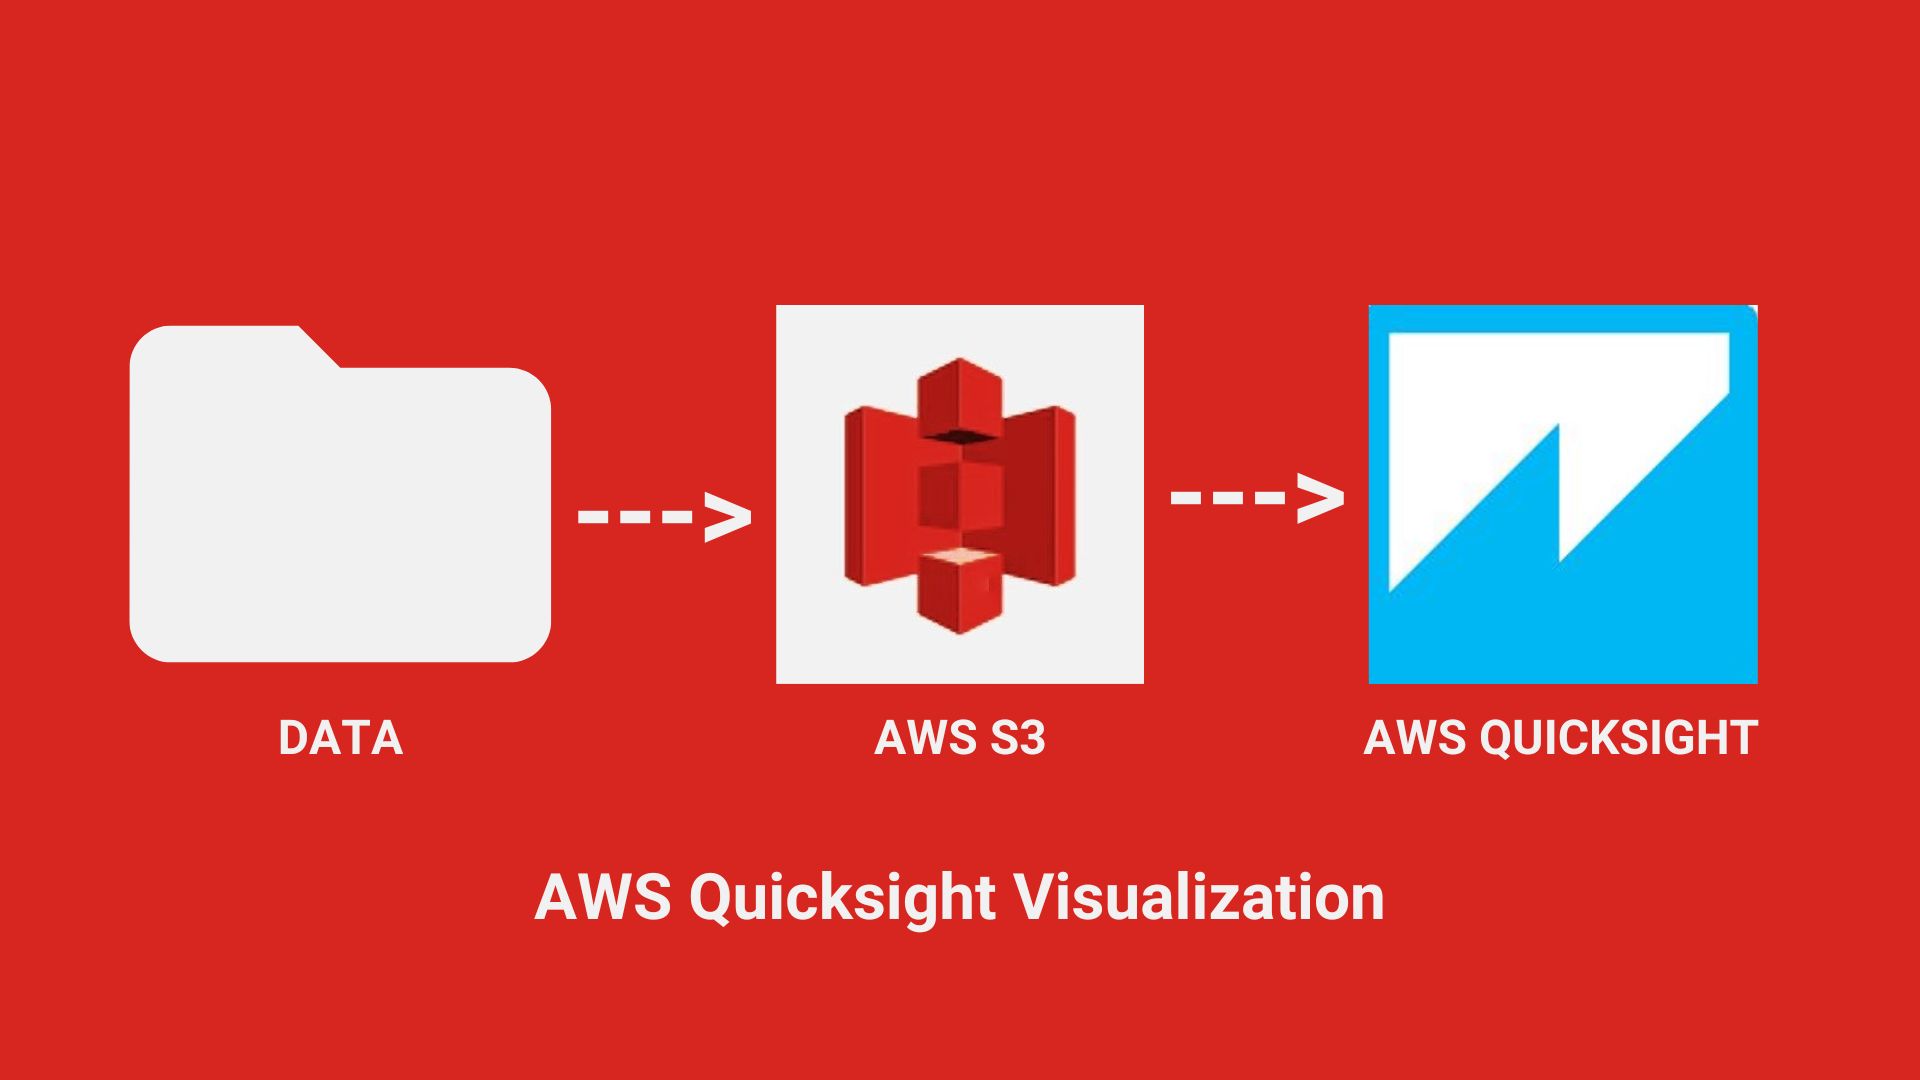 --->
--->
DATA
AWS S3
AWS QUICKSIGHT
AWS Quicksight Visualization